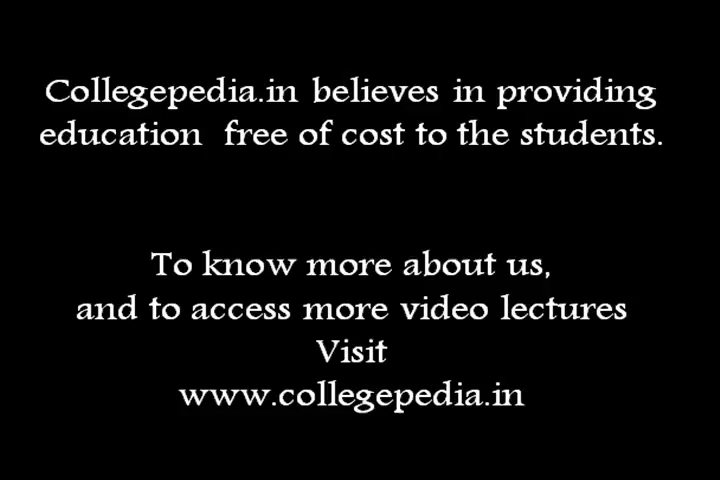 Collegepedia.in believes in providing
education free of cost to the students.
To know more about us,
and to access more video lectures
Visit
www.collegepedia.in